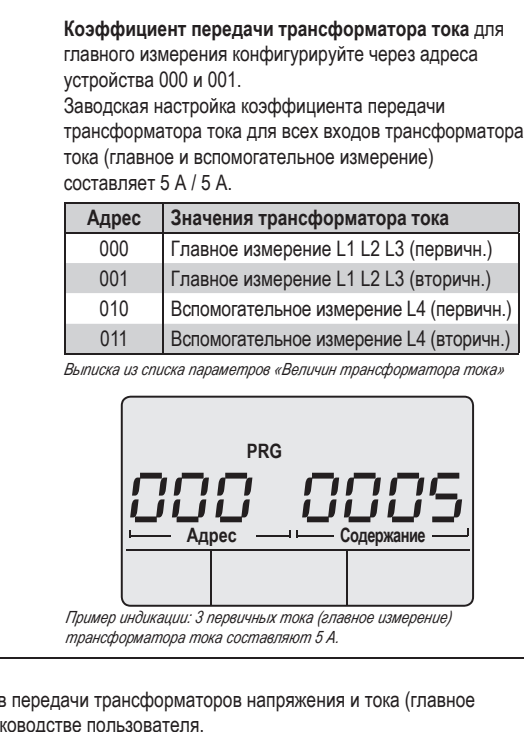 Коэффициент передачи трансформатора тока для
главного измерения конфигурируйте через адреса
устройства 000 и 001.
Заводская настройка коэффициента передачи
трансформатора тока для всех входов трансформатора
тока (главное и вспомогательное измерение)
составляет 5 A / 5 A.
Адрес Значения трансформатора тока
000 Главное измерение L1 L2 L3 (первичн.)
001 Главное измерение L1 L2 L3 (вторичн.)
010 Вспомогательное измерение L4 (первичн.)
011 Вспомогательное измерение L4 (вторичн.)
Выписка из списка параметров «Величин трансформатора тока»
PRG
000 0005
Адрес Содержание
Пример индикации: 3 первичных тока (главное измерение)
трансформатора тока составляют 5 A.
в передачи трансформаторов напряжения и тока (главное
ководстве пользователя.